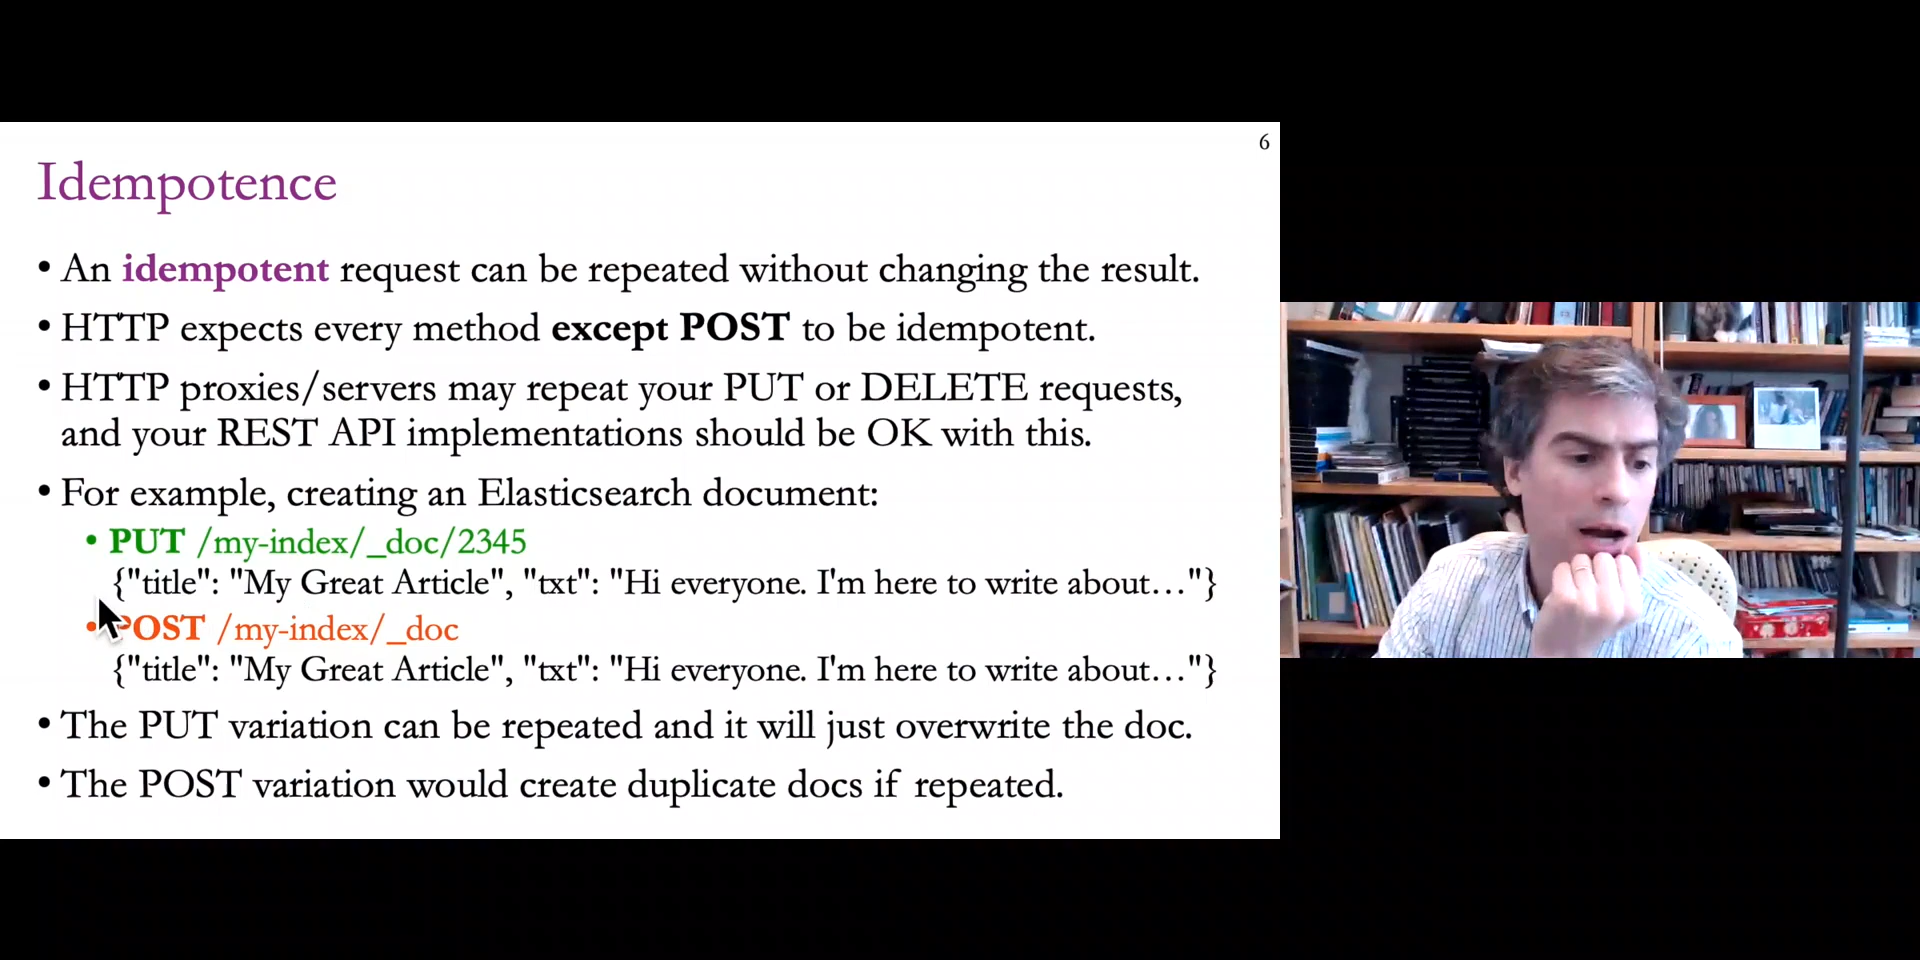 6
Idempotence
• An idempotent request can be repeated without changing the result.
• HTTP expects every method except POST to be idempotent.
• HTTP proxies/servers may repeat your PUT or DELETE requests,
and your REST API implementations should be OK with this.
• For example, creating an Elasticsearch document:
• PUT /my-index/_doc/2345
{"title": "My Great Article", "txt": "Hi everyone. I'm here to write about…"}
• POST /my-index/_doc
{"title": "My Great Article", "txt": "Hi everyone. I'm here to write about…"}
• The PUT variation can be repeated and it will just overwrite the doc.
• The POST variation would create duplicate docs if repeated.